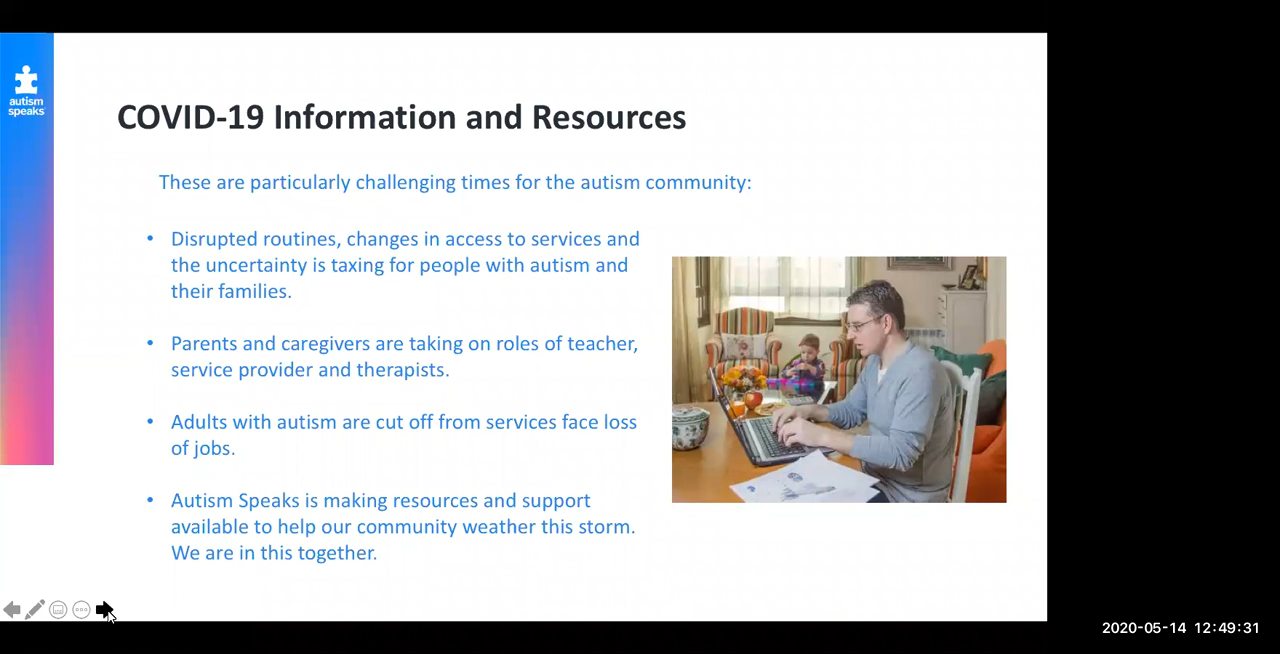 autism
speaks
COVID-19 Information and Resources
These are particularly challenging times for the autism community:
• Disrupted routines, changes in access to services and
the uncertainty is taxing for people with autism and
their families.
• Parents and caregivers are taking on roles of teacher,
service provider and therapists.
• Adults with autism are cut off from services face loss
of jobs.
• Autism Speaks is making resources and support
available to help our community weather this storm.
We are in this together.
2020-05-14 12:49:31